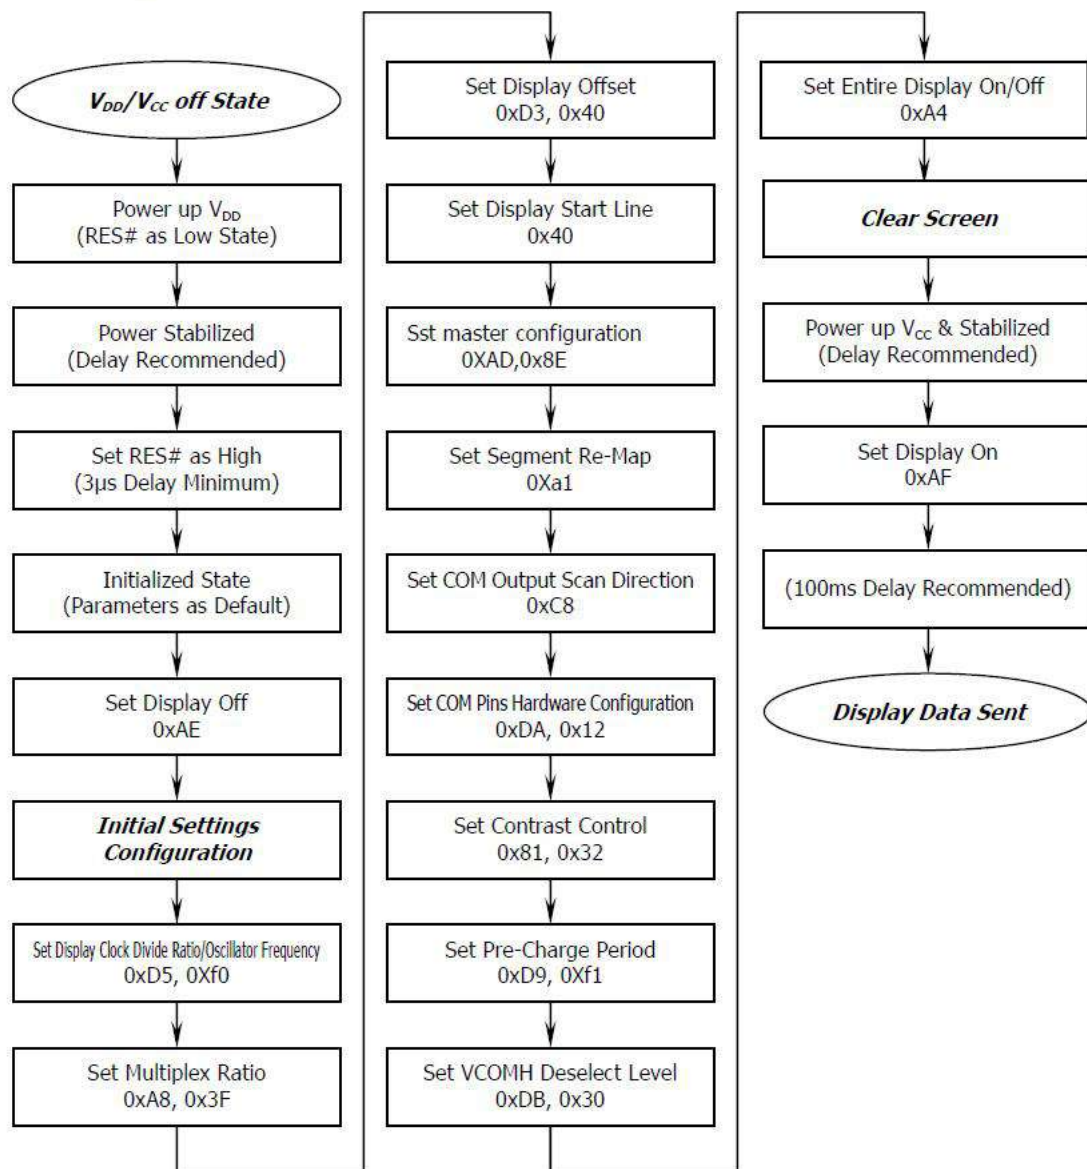 V_DD/V_CC off State
Power up V_DD
(RES# as Low State)
Power Stabilized
(Delay Recommended)
Set RES# as High
(3µs Delay Minimum)
Initialized State
(Parameters as Default)
Set Display Off
0xAE
Initial Settings
Configuration
Set Display Clock Divide Ratio/Oscillator Frequency
0xD5, 0Xf0
Set Multiplex Ratio
0xA8, 0x3F
Set Display Offset
0xD3, 0x40
Set Display Start Line
0x40
Sst master configuration
0XAD,0x8E
Set Segment Re-Map
0Xa1
Set COM Output Scan Direction
0xC8
Set COM Pins Hardware Configuration
0xDA, 0x12
Set Contrast Control
0x81, 0x32
Set Pre-Charge Period
0xD9, 0Xf1
Set VCOMH Deselect Level
0xDB, 0x30
Set Entire Display On/Off
0xA4
Clear Screen
Power up V_CC & Stabilized
(Delay Recommended)
Set Display On
0xAF
(100ms Delay Recommended)
Display Data Sent